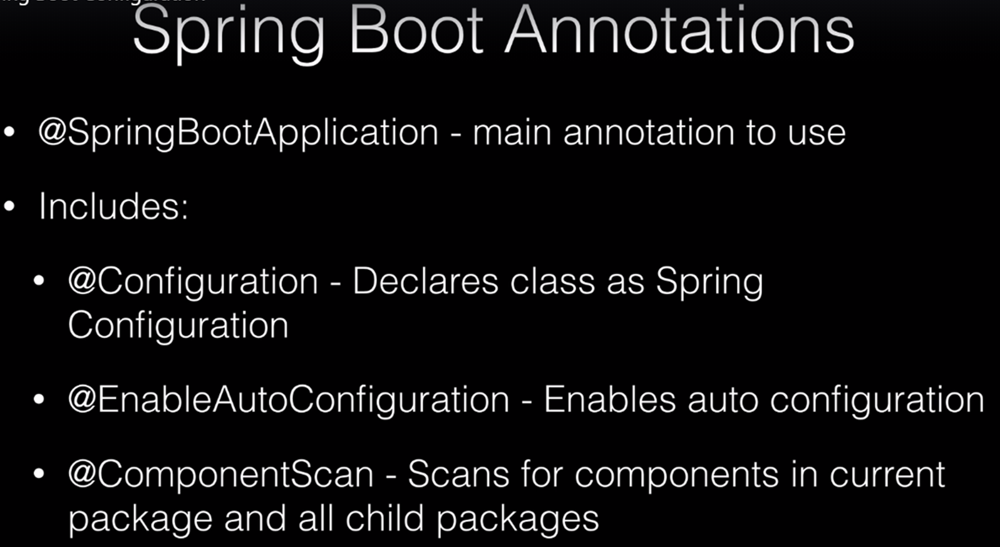 Spring Boot Annotations
• @SpringBootApplication - main annotation to use
• Includes:
• @Configuration - Declares class as Spring
Configuration
• @EnableAutoConfiguration - Enables auto configuration
• @ComponentScan - Scans for components in current
package and all child packages